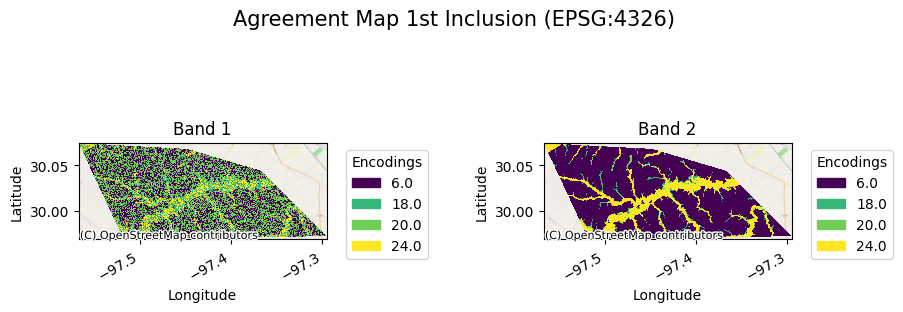 Agreement Map 1st Inclusion (EPSG:4326)
Band 1
Latitude
30.05
30.00
(C) OpenStreetMap contributors
−97.5
−97.4
−97.3
Longitude
Encodings
6.0
18.0
20.0
24.0
Band 2
Latitude
30.05
30.00
(C) OpenStreetMap contributors
−97.5
−97.4
−97.3
Longitude
Encodings
6.0
18.0
20.0
24.0